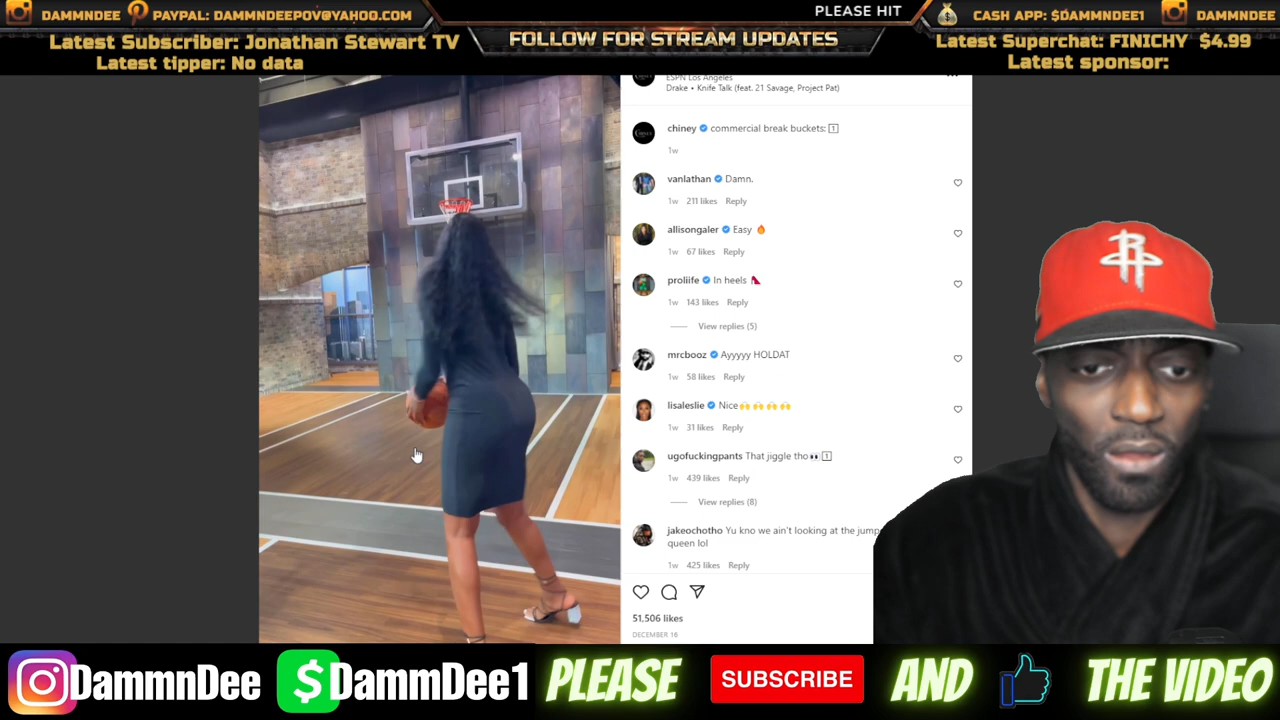 DAMMNDEE
PAYPAL: DAMMNDEEPOV@YAHOO.COM
PLEASE HIT
CASH APP: $DAMMNDEE1
DAMMNDEE
Latest Subscriber: Jonathan Stewart TV
FOLLOW FOR STREAM UPDATES
Latest Superchat: FINICHY $4.99
Latest tipper: No data
Latest sponsor:
ESPN Los Angeles
Drake • Knife Talk (feat. 21 Savage, Project Pat)
chiney commercial break buckets: 1
1w
vanlathan Damn.
1w 211 likes Reply
allisongaler Easy 🔥
1w 67 likes Reply
proliife In heels 👠
1w 143 likes Reply
View replies (5)
mrcbooz Ayyyyy HOLDAT
1w 58 likes Reply
lisaleslie Nice🙌🙌🙌🙌
1w 31 likes Reply
ugofuckingpants That jiggle tho👀1
1w 439 likes Reply
View replies (8)
jakeochotho Yu kno we ain't looking at the jump
queen lol
1w 425 likes Reply
51,506 likes
DECEMBER 16
DammnDee
$DammDee1
PLEASE
SUBSCRIBE
AND
THE VIDEO